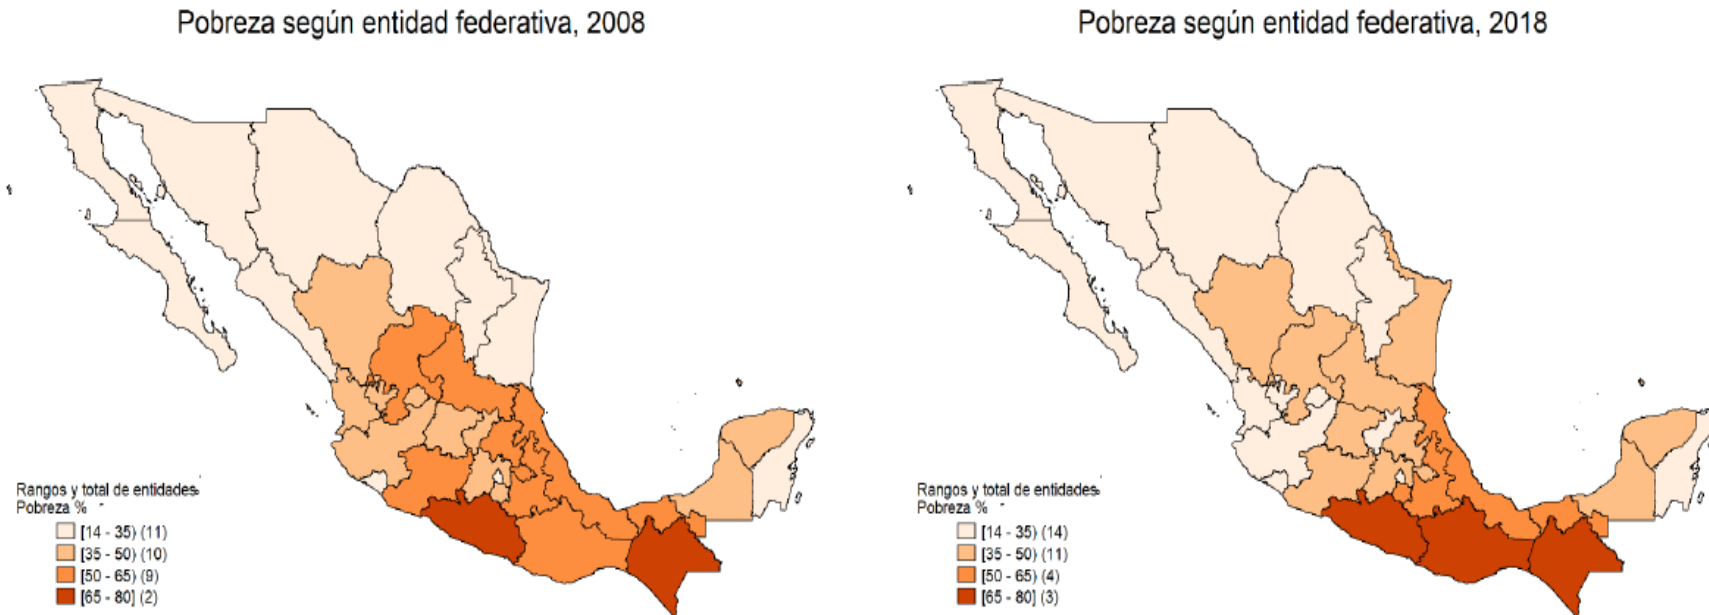 Pobreza según entidad federativa, 2008
Rangos y total de entidades
Pobreza %
[14 - 35) (11)
[35 - 50) (10)
[50 - 65) (9)
[65 - 80] (2)
Pobreza según entidad federativa, 2018
Rangos y total de entidades
Pobreza %
[14 - 35) (14)
[35 - 50) (11)
[50 - 65) (4)
[65 - 80] (3)